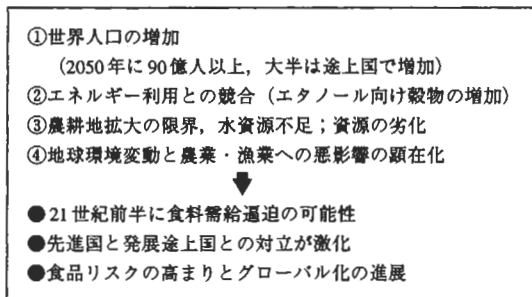 ①世界人口の増加
(2050年に90億人以上，大半は途上国で増加)
②エネルギー利用との競合（エタノール向け穀物の増加）
③農耕地拡大の限界，水資源不足；資源の劣化
④地球環境変動と農業・漁業への悪影響の顕在化
●21世紀前半に食料需給逼迫の可能性
●先進国と発展途上国との対立が激化
●食品リスクの高まりとグローバル化の進展